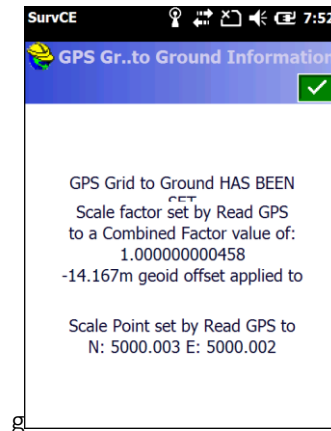 SurvCE 7:52
GPS Gr..to Ground Information
GPS Grid to Ground HAS BEEN
SET
Scale factor set by Read GPS
to a Combined Factor value of:
1.000000000458
-14.167m geoid offset applied to
Scale Point set by Read GPS to
N: 5000.003 E: 5000.002
g